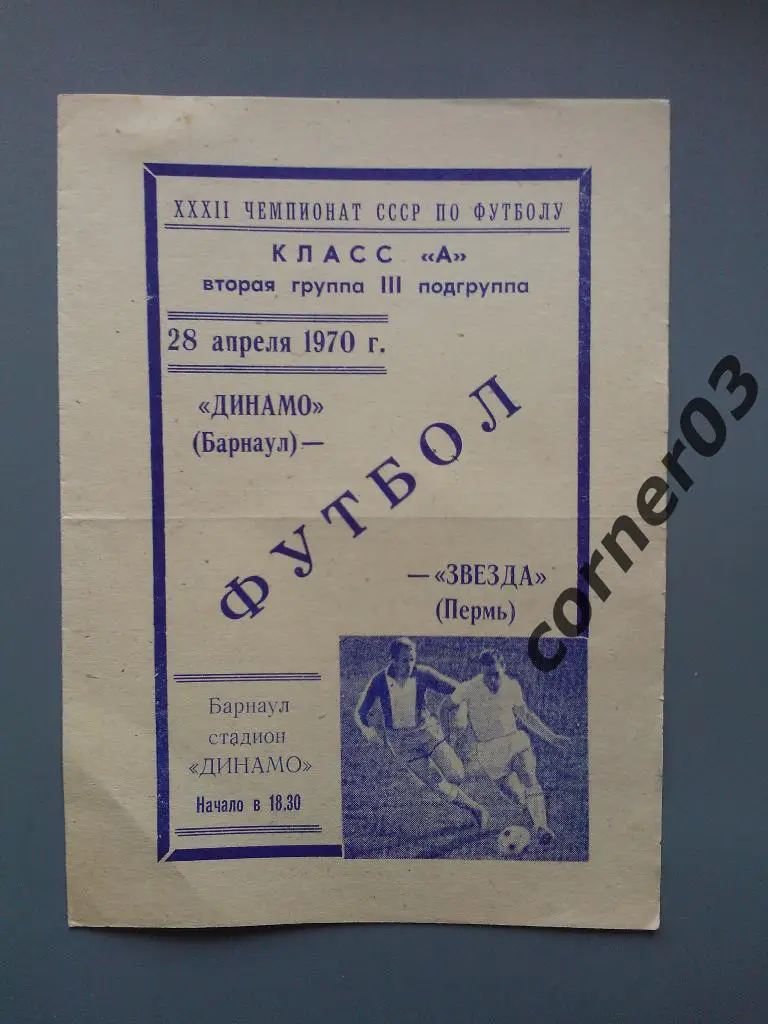 XXXII ЧЕМПИОНАТ СССР ПО ФУТБОЛУ
КЛАСС «А»
вторая группа III подгруппа
28 апреля 1970 г.
«ДИНАМО»
(Барнаул) —
ФУТБОЛ
— «ЗВЕЗДА»
(Пермь)
Барнаул
стадион
«ДИНАМО»
Начало в 18.30
corner03